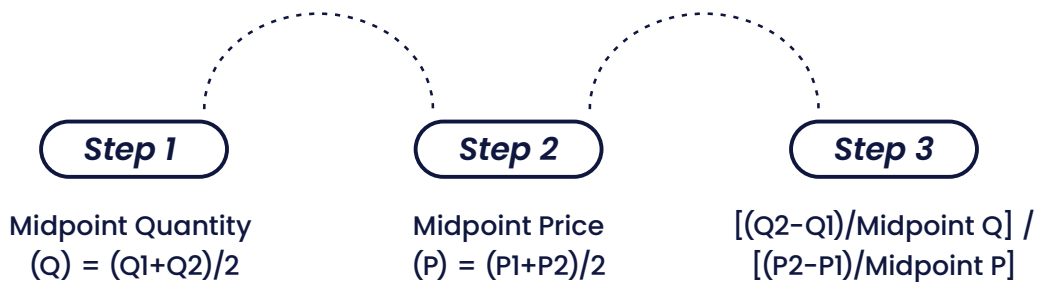 Step 1
Midpoint Quantity
(Q) = (Q1+Q2)/2
Step 2
Midpoint Price
(P) = (P1+P2)/2
Step 3
[(Q2-Q1)/Midpoint Q] /
[(P2-P1)/Midpoint P]